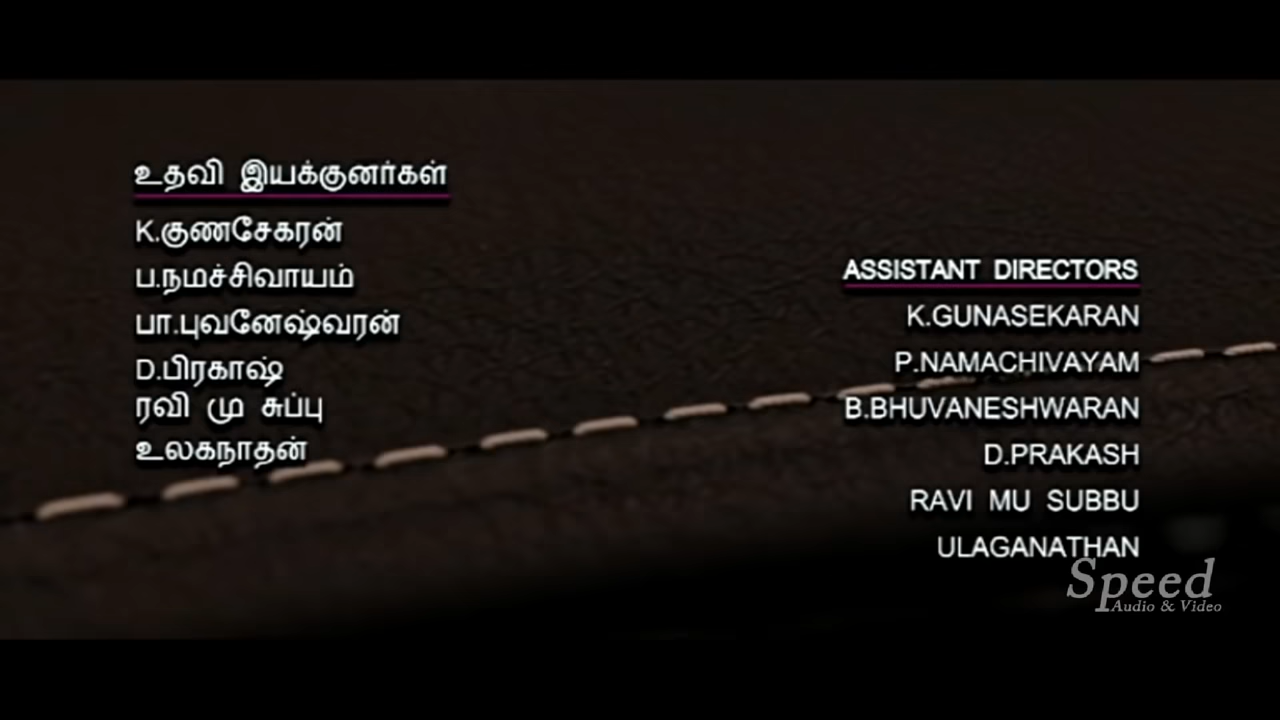 உதவி இயக்குனர்கள்
K.குணசேகரன்
ப.நமச்சிவாயம்
பா.புவனேஷ்வரன்
D.பிரகாஷ்
ரவி மு சுப்பு
உலகநாதன்
ASSISTANT DIRECTORS
K.GUNASEKARAN
P.NAMACHIVAYAM
B.BHUVANESHWARAN
D.PRAKASH
RAVI MU SUBBU
ULAGANATHAN
Speed
Audio & Video